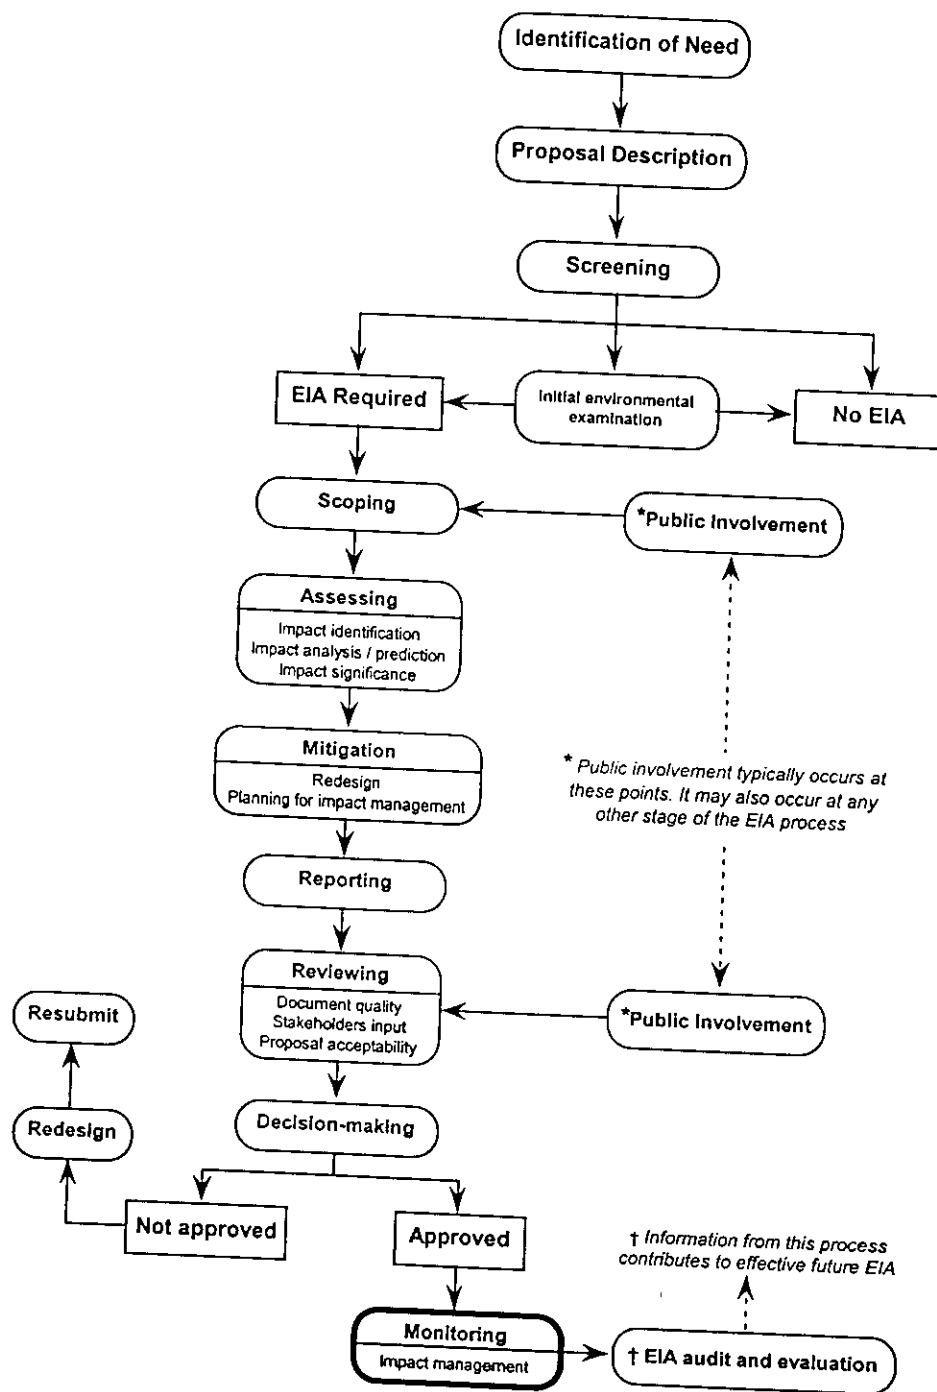 Identification of Need
Proposal Description
Screening
EIA Required
Initial environmental
examination
No EIA
Scoping
*Public Involvement
Assessing
Impact identification
Impact analysis / prediction
Impact significance
Mitigation
Redesign
Planning for impact management
* Public involvement typically occurs at
these points. It may also occur at any
other stage of the EIA process
Reporting
Reviewing
Document quality
Stakeholders input
Proposal acceptability
*Public Involvement
Resubmit
Redesign
Decision-making
Not approved
Approved
† Information from this process
contributes to effective future EIA
Monitoring
Impact management
† EIA audit and evaluation